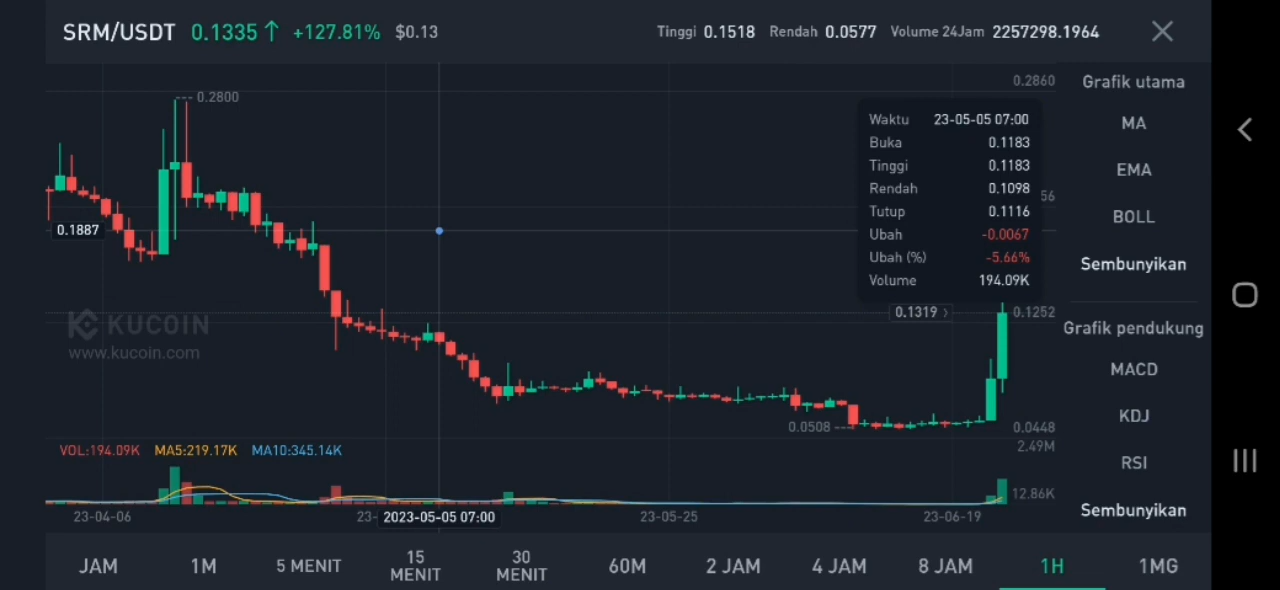 SRM/USDT 0.1335↑ +127.81% $0.13 Tinggi 0.1518 Rendah 0.0577 Volume 24Jam 2257298.1964
0.2860
0.2800
0.1887
Waktu 23-05-05 07:00
Buka 0.1183
Tinggi 0.1183
Rendah 0.1098
Tutup 0.1116
Ubah -0.0067
Ubah (%) -5.66%
Volume 194.09K
56
0.1319 › 0.1252
KUCOIN
www.kucoin.com
0.0508
0.0448
2.49M
VOL:194.09K MA5:219.17K MA10:345.14K
12.86K
23-04-06 23- 2023-05-05 07:00 23-05-25 23-06-19
Grafik utama
MA
EMA
BOLL
Sembunyikan
Grafik pendukung
MACD
KDJ
RSI
Sembunyikan
JAM 1M 5 MENIT 15 MENIT 30 MENIT 60M 2 JAM 4 JAM 8 JAM 1H 1MG